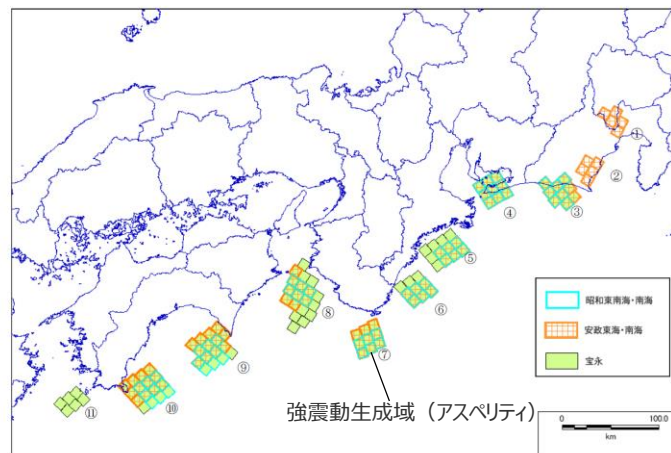 ①
②
③
④
⑤
⑥
⑦
⑧
⑨
⑩
⑪
昭和東南海・南海
安政東海・南海
宝永
強震動生成域（アスペリティ）
0 100.0
km